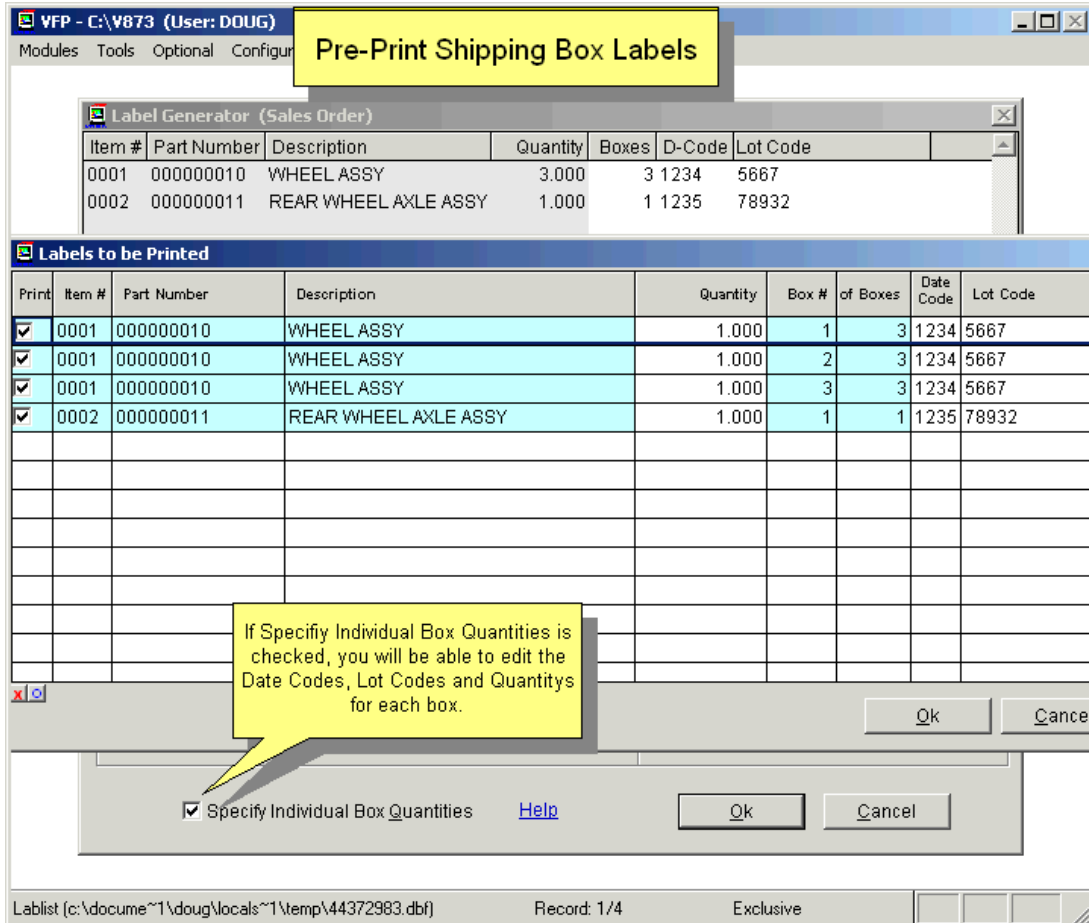 VFP - C:\V873 (User: DOUG)
Modules Tools Optional Configur
Pre-Print Shipping Box Labels
Label Generator (Sales Order)
Item # Part Number Description Quantity Boxes D-Code Lot Code
0001 000000010 WHEEL ASSY 3.000 3 1234 5667
0002 000000011 REAR WHEEL AXLE ASSY 1.000 1 1235 78932
Labels to be Printed
Print Item # Part Number Description Quantity Box # of Boxes Date Code Lot Code
0001 000000010 WHEEL ASSY 1.000 1 3 1234 5667
0001 000000010 WHEEL ASSY 1.000 2 3 1234 5667
0001 000000010 WHEEL ASSY 1.000 3 3 1234 5667
0002 000000011 REAR WHEEL AXLE ASSY 1.000 1 1 1235 78932
If Specifiy Individual Box Quantities is
checked, you will be able to edit the
Date Codes, Lot Codes and Quantitys
for each box.
Ok Cance
Specify Individual Box Quantities Help Ok Cancel
Lablist (c:\docume~1\doug\locals~1\temp\44372983.dbf) Record: 1/4 Exclusive